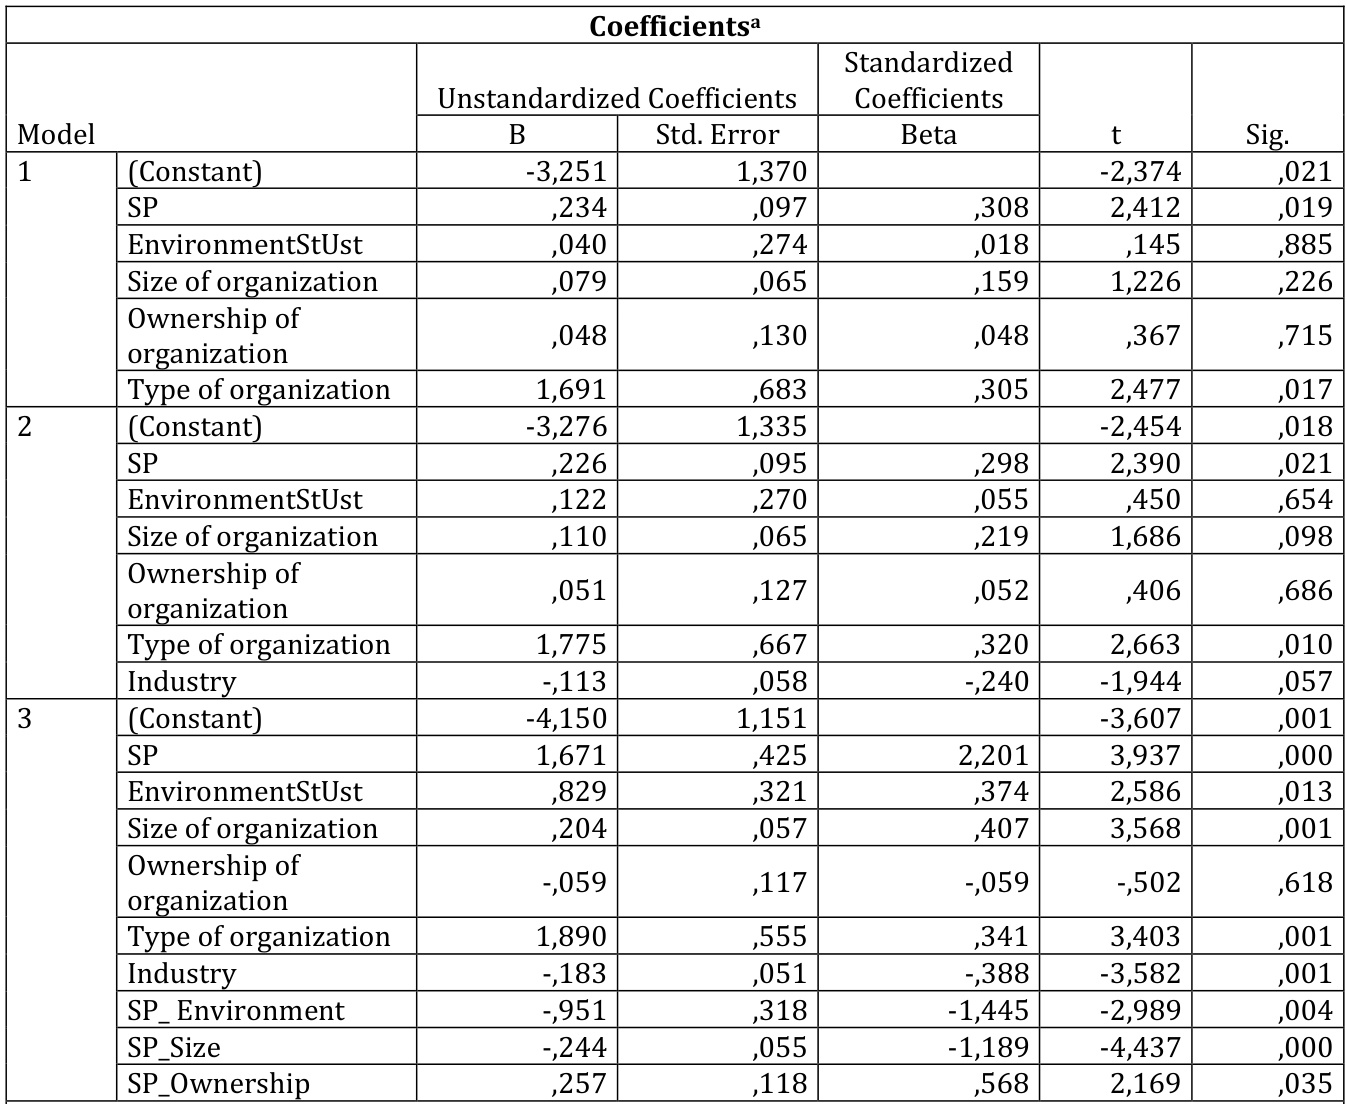 Coefficientsª
Model Unstandardized Coefficients Standardized Coefficients t Sig.
B Std. Error Beta
1 (Constant) -3,251 1,370 -2,374 ,021
SP ,234 ,097 ,308 2,412 ,019
EnvironmentStUst ,040 ,274 ,018 ,145 ,885
Size of organization ,079 ,065 ,159 1,226 ,226
Ownership of organization ,048 ,130 ,048 ,367 ,715
Type of organization 1,691 ,683 ,305 2,477 ,017
2 (Constant) -3,276 1,335 -2,454 ,018
SP ,226 ,095 ,298 2,390 ,021
EnvironmentStUst ,122 ,270 ,055 ,450 ,654
Size of organization ,110 ,065 ,219 1,686 ,098
Ownership of organization ,051 ,127 ,052 ,406 ,686
Type of organization 1,775 ,667 ,320 2,663 ,010
Industry -,113 ,058 -,240 -1,944 ,057
3 (Constant) -4,150 1,151 -3,607 ,001
SP 1,671 ,425 2,201 3,937 ,000
EnvironmentStUst ,829 ,321 ,374 2,586 ,013
Size of organization ,204 ,057 ,407 3,568 ,001
Ownership of organization -,059 ,117 -,059 -,502 ,618
Type of organization 1,890 ,555 ,341 3,403 ,001
Industry -,183 ,051 -,388 -3,582 ,001
SP_ Environment -,951 ,318 -1,445 -2,989 ,004
SP_Size -,244 ,055 -1,189 -4,437 ,000
SP_Ownership ,257 ,118 ,568 2,169 ,035